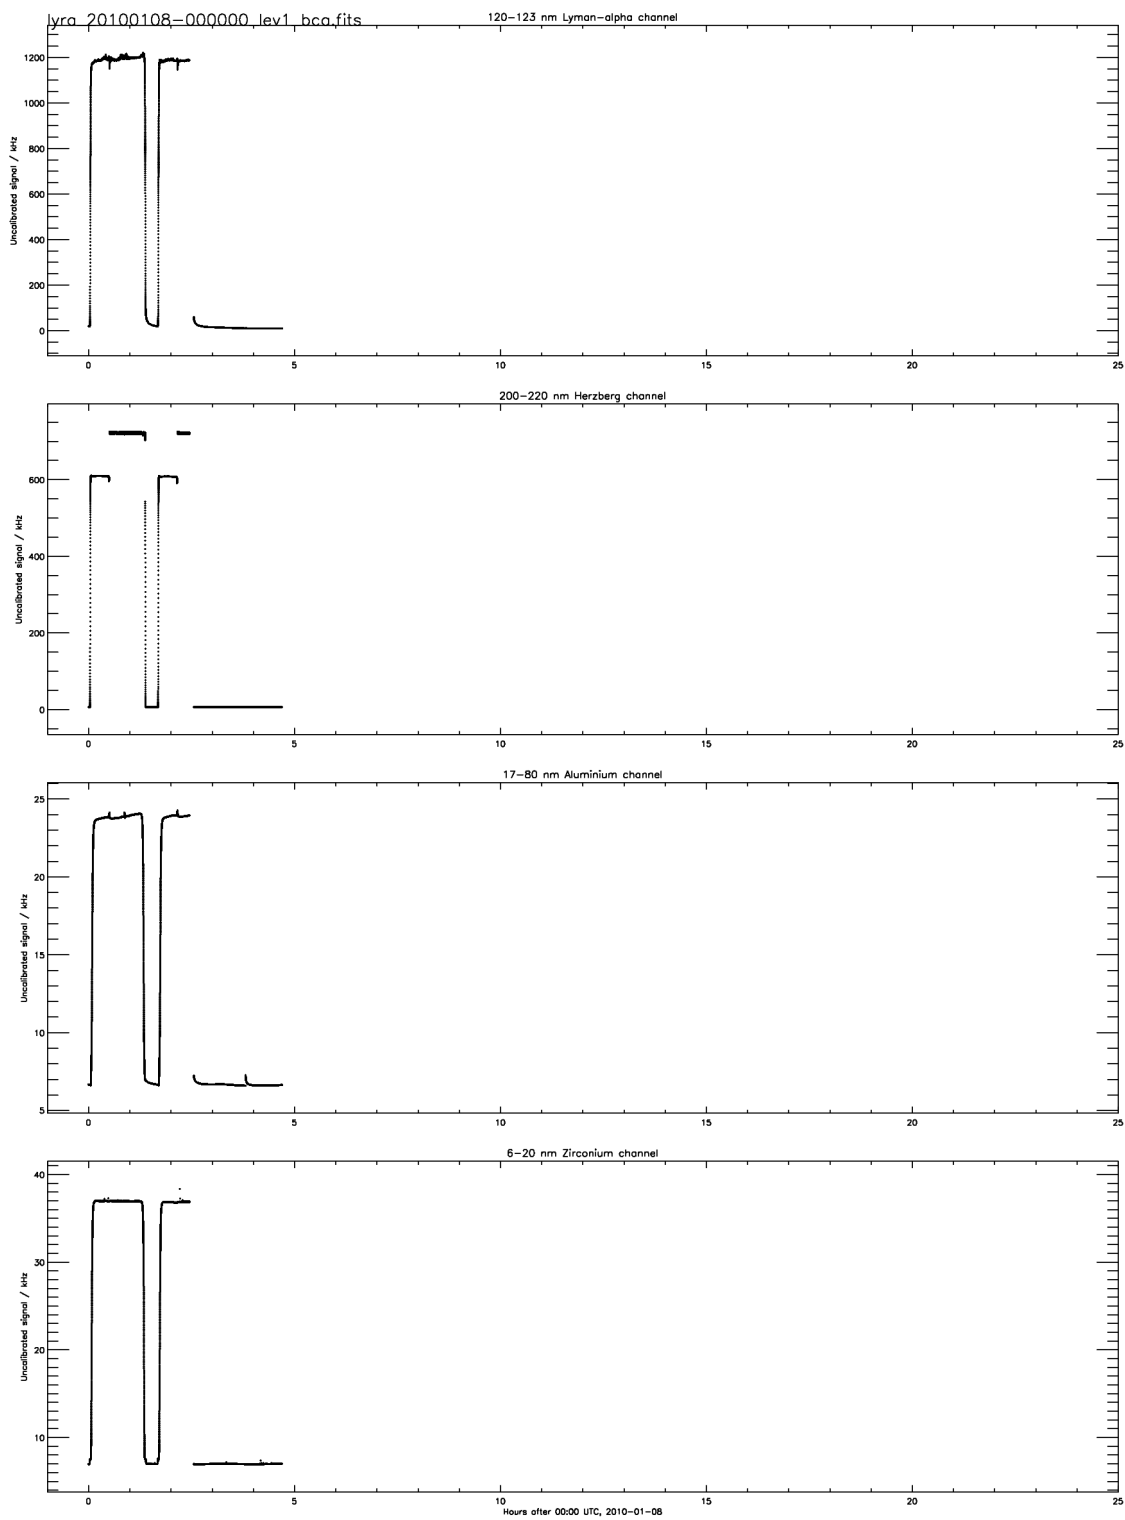 lyra_20100108-000000_lev1_bca.fits
120-123 nm Lyman-alpha channel
Uncalibrated signal / kHz
1200
1000
800
600
400
200
0
0 5 10 15 20 25
200-220 nm Herzberg channel
Uncalibrated signal / kHz
600
400
200
0
0 5 10 15 20 25
17-80 nm Aluminium channel
Uncalibrated signal / kHz
25
20
15
10
5
0 5 10 15 20 25
6-20 nm Zirconium channel
Uncalibrated signal / kHz
40
30
20
10
0 5 10 15 20 25
Hours after 00:00 UTC, 2010-01-08